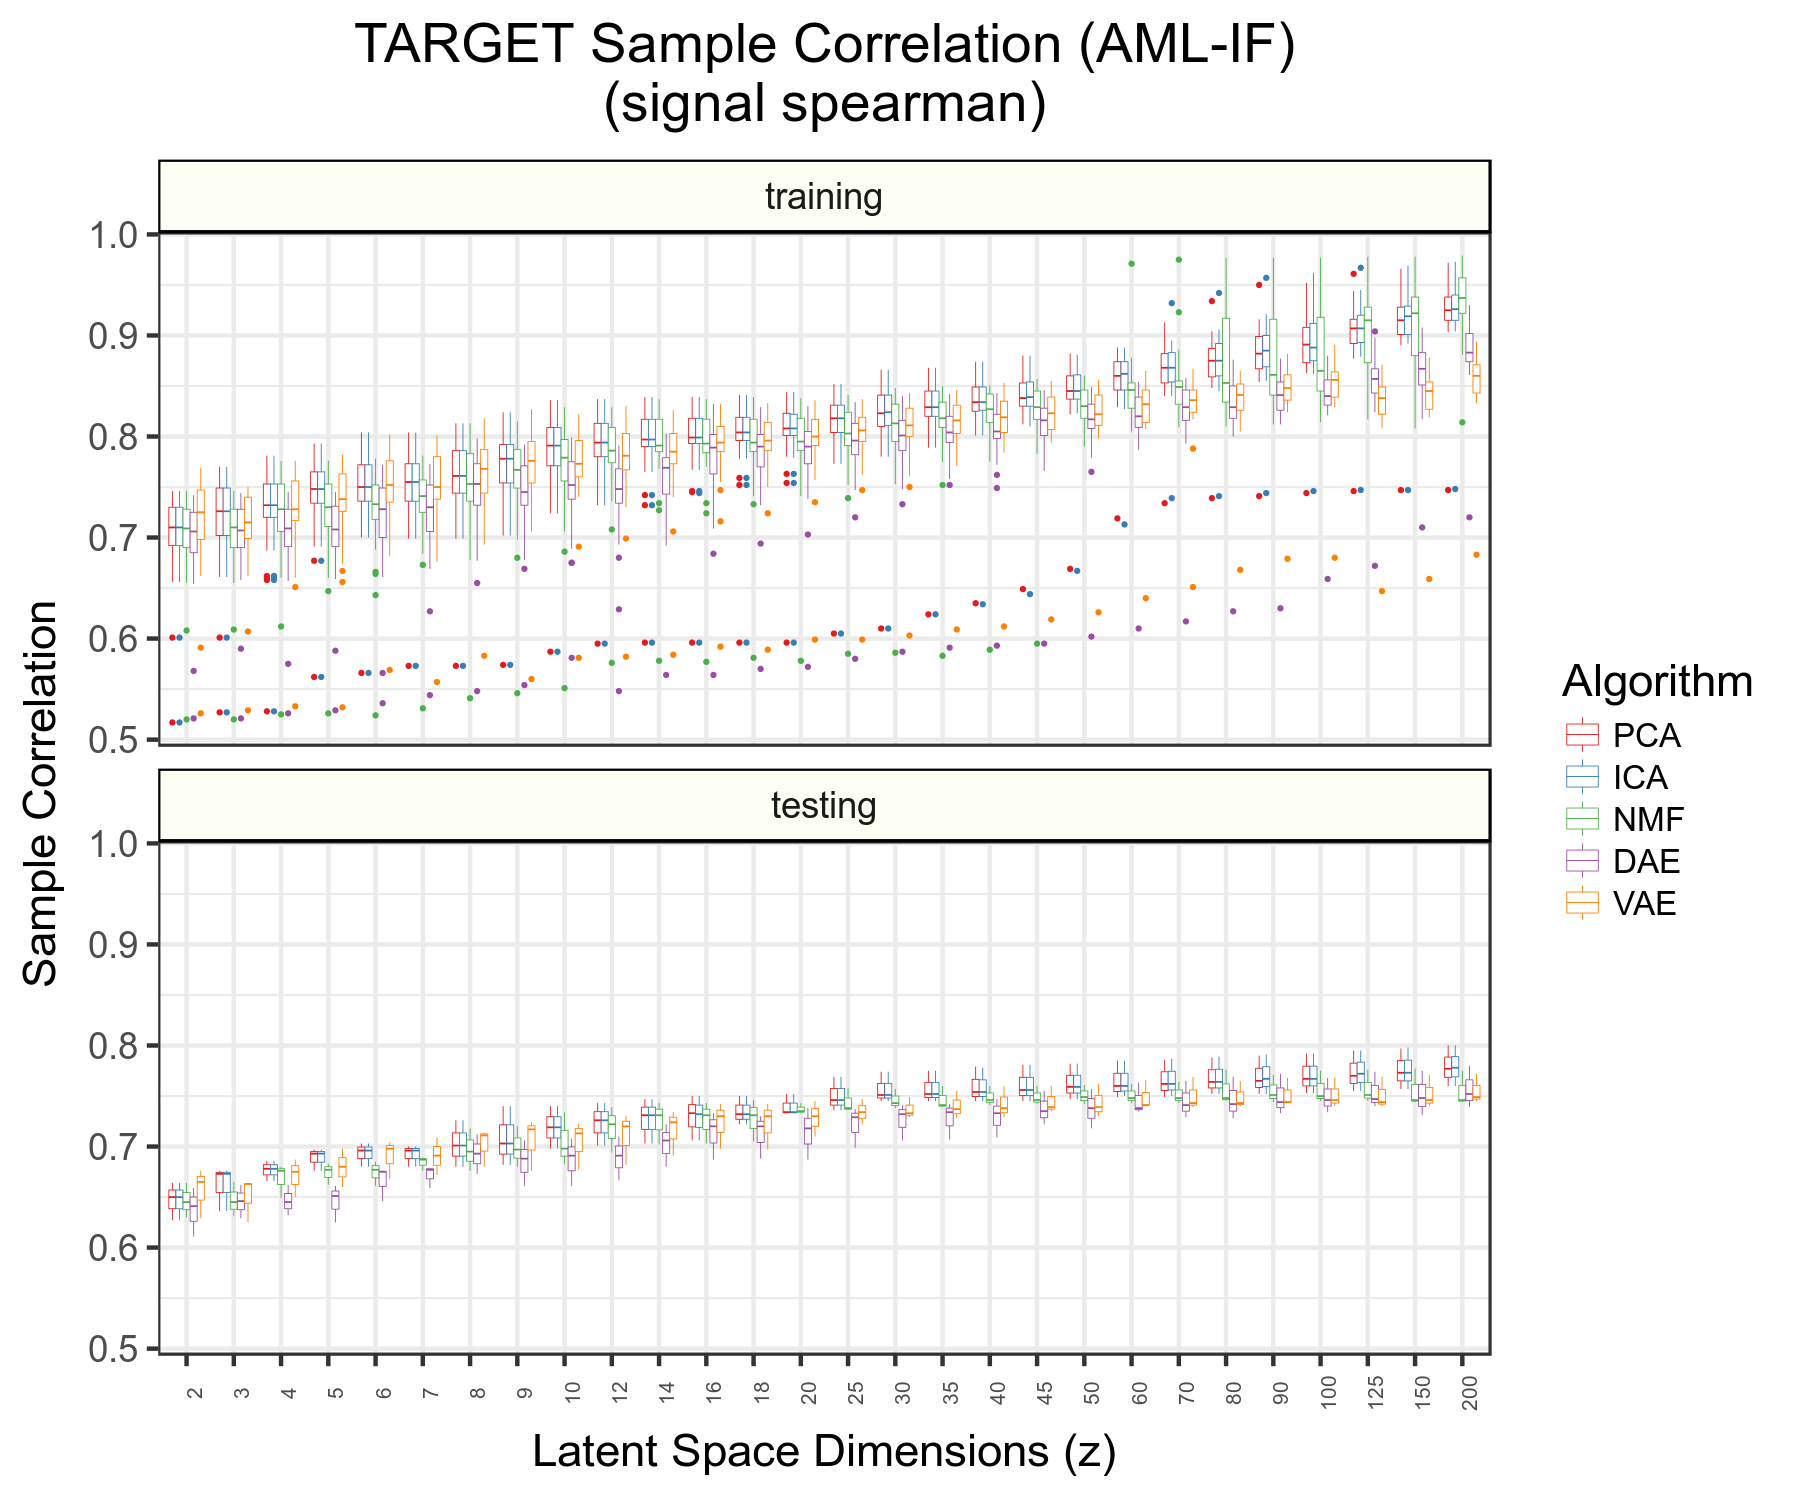 TARGET Sample Correlation (AML-IF)
(signal spearman)
training
1.0
0.9
0.8
0.7
0.6
0.5
testing
1.0
0.9
0.8
0.7
0.6
0.5
Sample Correlation
2 3 4 5 6 7 8 9 10 12 14 16 18 20 25 30 35 40 45 50 60 70 80 90 100 125 150 200
Latent Space Dimensions (z)
Algorithm
PCA
ICA
NMF
DAE
VAE